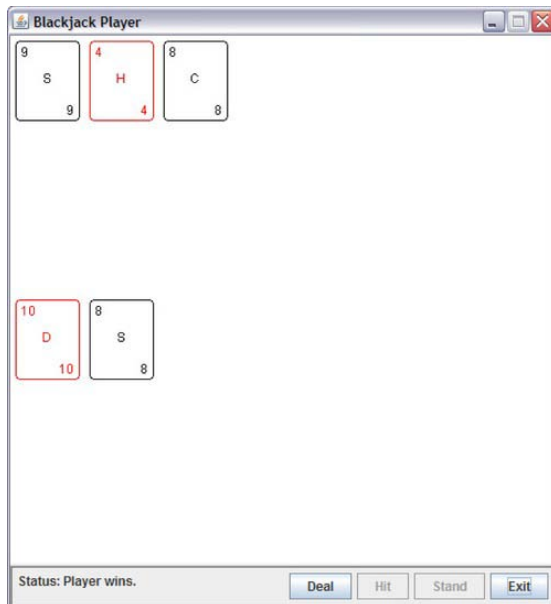 Blackjack Player
9 4 8
S H C
9 4 8
10 8
D S
10 8
Status: Player wins. Deal Hit Stand Exit